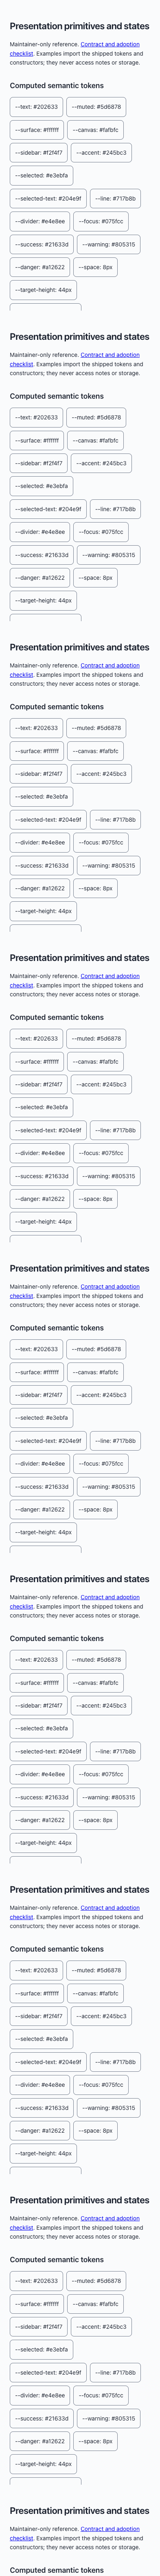 Presentation primitives and states
Maintainer-only reference. Contract and adoption
checklist. Examples import the shipped tokens and
constructors; they never access notes or storage.
Computed semantic tokens
--text: #202633 --muted: #5d6878
--surface: #ffffff --canvas: #fafbfc
--sidebar: #f2f4f7 --accent: #245bc3
--selected: #e3ebfa
--selected-text: #204e9f --line: #717b8b
--divider: #e4e8ee --focus: #075fcc
--success: #21633d --warning: #805315
--danger: #a12622 --space: 8px
--target-height: 44px
Presentation primitives and states
Maintainer-only reference. Contract and adoption
checklist. Examples import the shipped tokens and
constructors; they never access notes or storage.
Computed semantic tokens
--text: #202633 --muted: #5d6878
--surface: #ffffff --canvas: #fafbfc
--sidebar: #f2f4f7 --accent: #245bc3
--selected: #e3ebfa
--selected-text: #204e9f --line: #717b8b
--divider: #e4e8ee --focus: #075fcc
--success: #21633d --warning: #805315
--danger: #a12622 --space: 8px
--target-height: 44px
Presentation primitives and states
Maintainer-only reference. Contract and adoption
checklist. Examples import the shipped tokens and
constructors; they never access notes or storage.
Computed semantic tokens
--text: #202633 --muted: #5d6878
--surface: #ffffff --canvas: #fafbfc
--sidebar: #f2f4f7 --accent: #245bc3
--selected: #e3ebfa
--selected-text: #204e9f --line: #717b8b
--divider: #e4e8ee --focus: #075fcc
--success: #21633d --warning: #805315
--danger: #a12622 --space: 8px
--target-height: 44px
Presentation primitives and states
Maintainer-only reference. Contract and adoption
checklist. Examples import the shipped tokens and
constructors; they never access notes or storage.
Computed semantic tokens
--text: #202633 --muted: #5d6878
--surface: #ffffff --canvas: #fafbfc
--sidebar: #f2f4f7 --accent: #245bc3
--selected: #e3ebfa
--selected-text: #204e9f --line: #717b8b
--divider: #e4e8ee --focus: #075fcc
--success: #21633d --warning: #805315
--danger: #a12622 --space: 8px
--target-height: 44px
Presentation primitives and states
Maintainer-only reference. Contract and adoption
checklist. Examples import the shipped tokens and
constructors; they never access notes or storage.
Computed semantic tokens
--text: #202633 --muted: #5d6878
--surface: #ffffff --canvas: #fafbfc
--sidebar: #f2f4f7 --accent: #245bc3
--selected: #e3ebfa
--selected-text: #204e9f --line: #717b8b
--divider: #e4e8ee --focus: #075fcc
--success: #21633d --warning: #805315
--danger: #a12622 --space: 8px
--target-height: 44px
Presentation primitives and states
Maintainer-only reference. Contract and adoption
checklist. Examples import the shipped tokens and
constructors; they never access notes or storage.
Computed semantic tokens
--text: #202633 --muted: #5d6878
--surface: #ffffff --canvas: #fafbfc
--sidebar: #f2f4f7 --accent: #245bc3
--selected: #e3ebfa
--selected-text: #204e9f --line: #717b8b
--divider: #e4e8ee --focus: #075fcc
--success: #21633d --warning: #805315
--danger: #a12622 --space: 8px
--target-height: 44px
Presentation primitives and states
Maintainer-only reference. Contract and adoption
checklist. Examples import the shipped tokens and
constructors; they never access notes or storage.
Computed semantic tokens
--text: #202633 --muted: #5d6878
--surface: #ffffff --canvas: #fafbfc
--sidebar: #f2f4f7 --accent: #245bc3
--selected: #e3ebfa
--selected-text: #204e9f --line: #717b8b
--divider: #e4e8ee --focus: #075fcc
--success: #21633d --warning: #805315
--danger: #a12622 --space: 8px
--target-height: 44px
Presentation primitives and states
Maintainer-only reference. Contract and adoption
checklist. Examples import the shipped tokens and
constructors; they never access notes or storage.
Computed semantic tokens
--text: #202633 --muted: #5d6878
--surface: #ffffff --canvas: #fafbfc
--sidebar: #f2f4f7 --accent: #245bc3
--selected: #e3ebfa
--selected-text: #204e9f --line: #717b8b
--divider: #e4e8ee --focus: #075fcc
--success: #21633d --warning: #805315
--danger: #a12622 --space: 8px
--target-height: 44px
Presentation primitives and states
Maintainer-only reference. Contract and adoption
checklist. Examples import the shipped tokens and
constructors; they never access notes or storage.
Computed semantic tokens